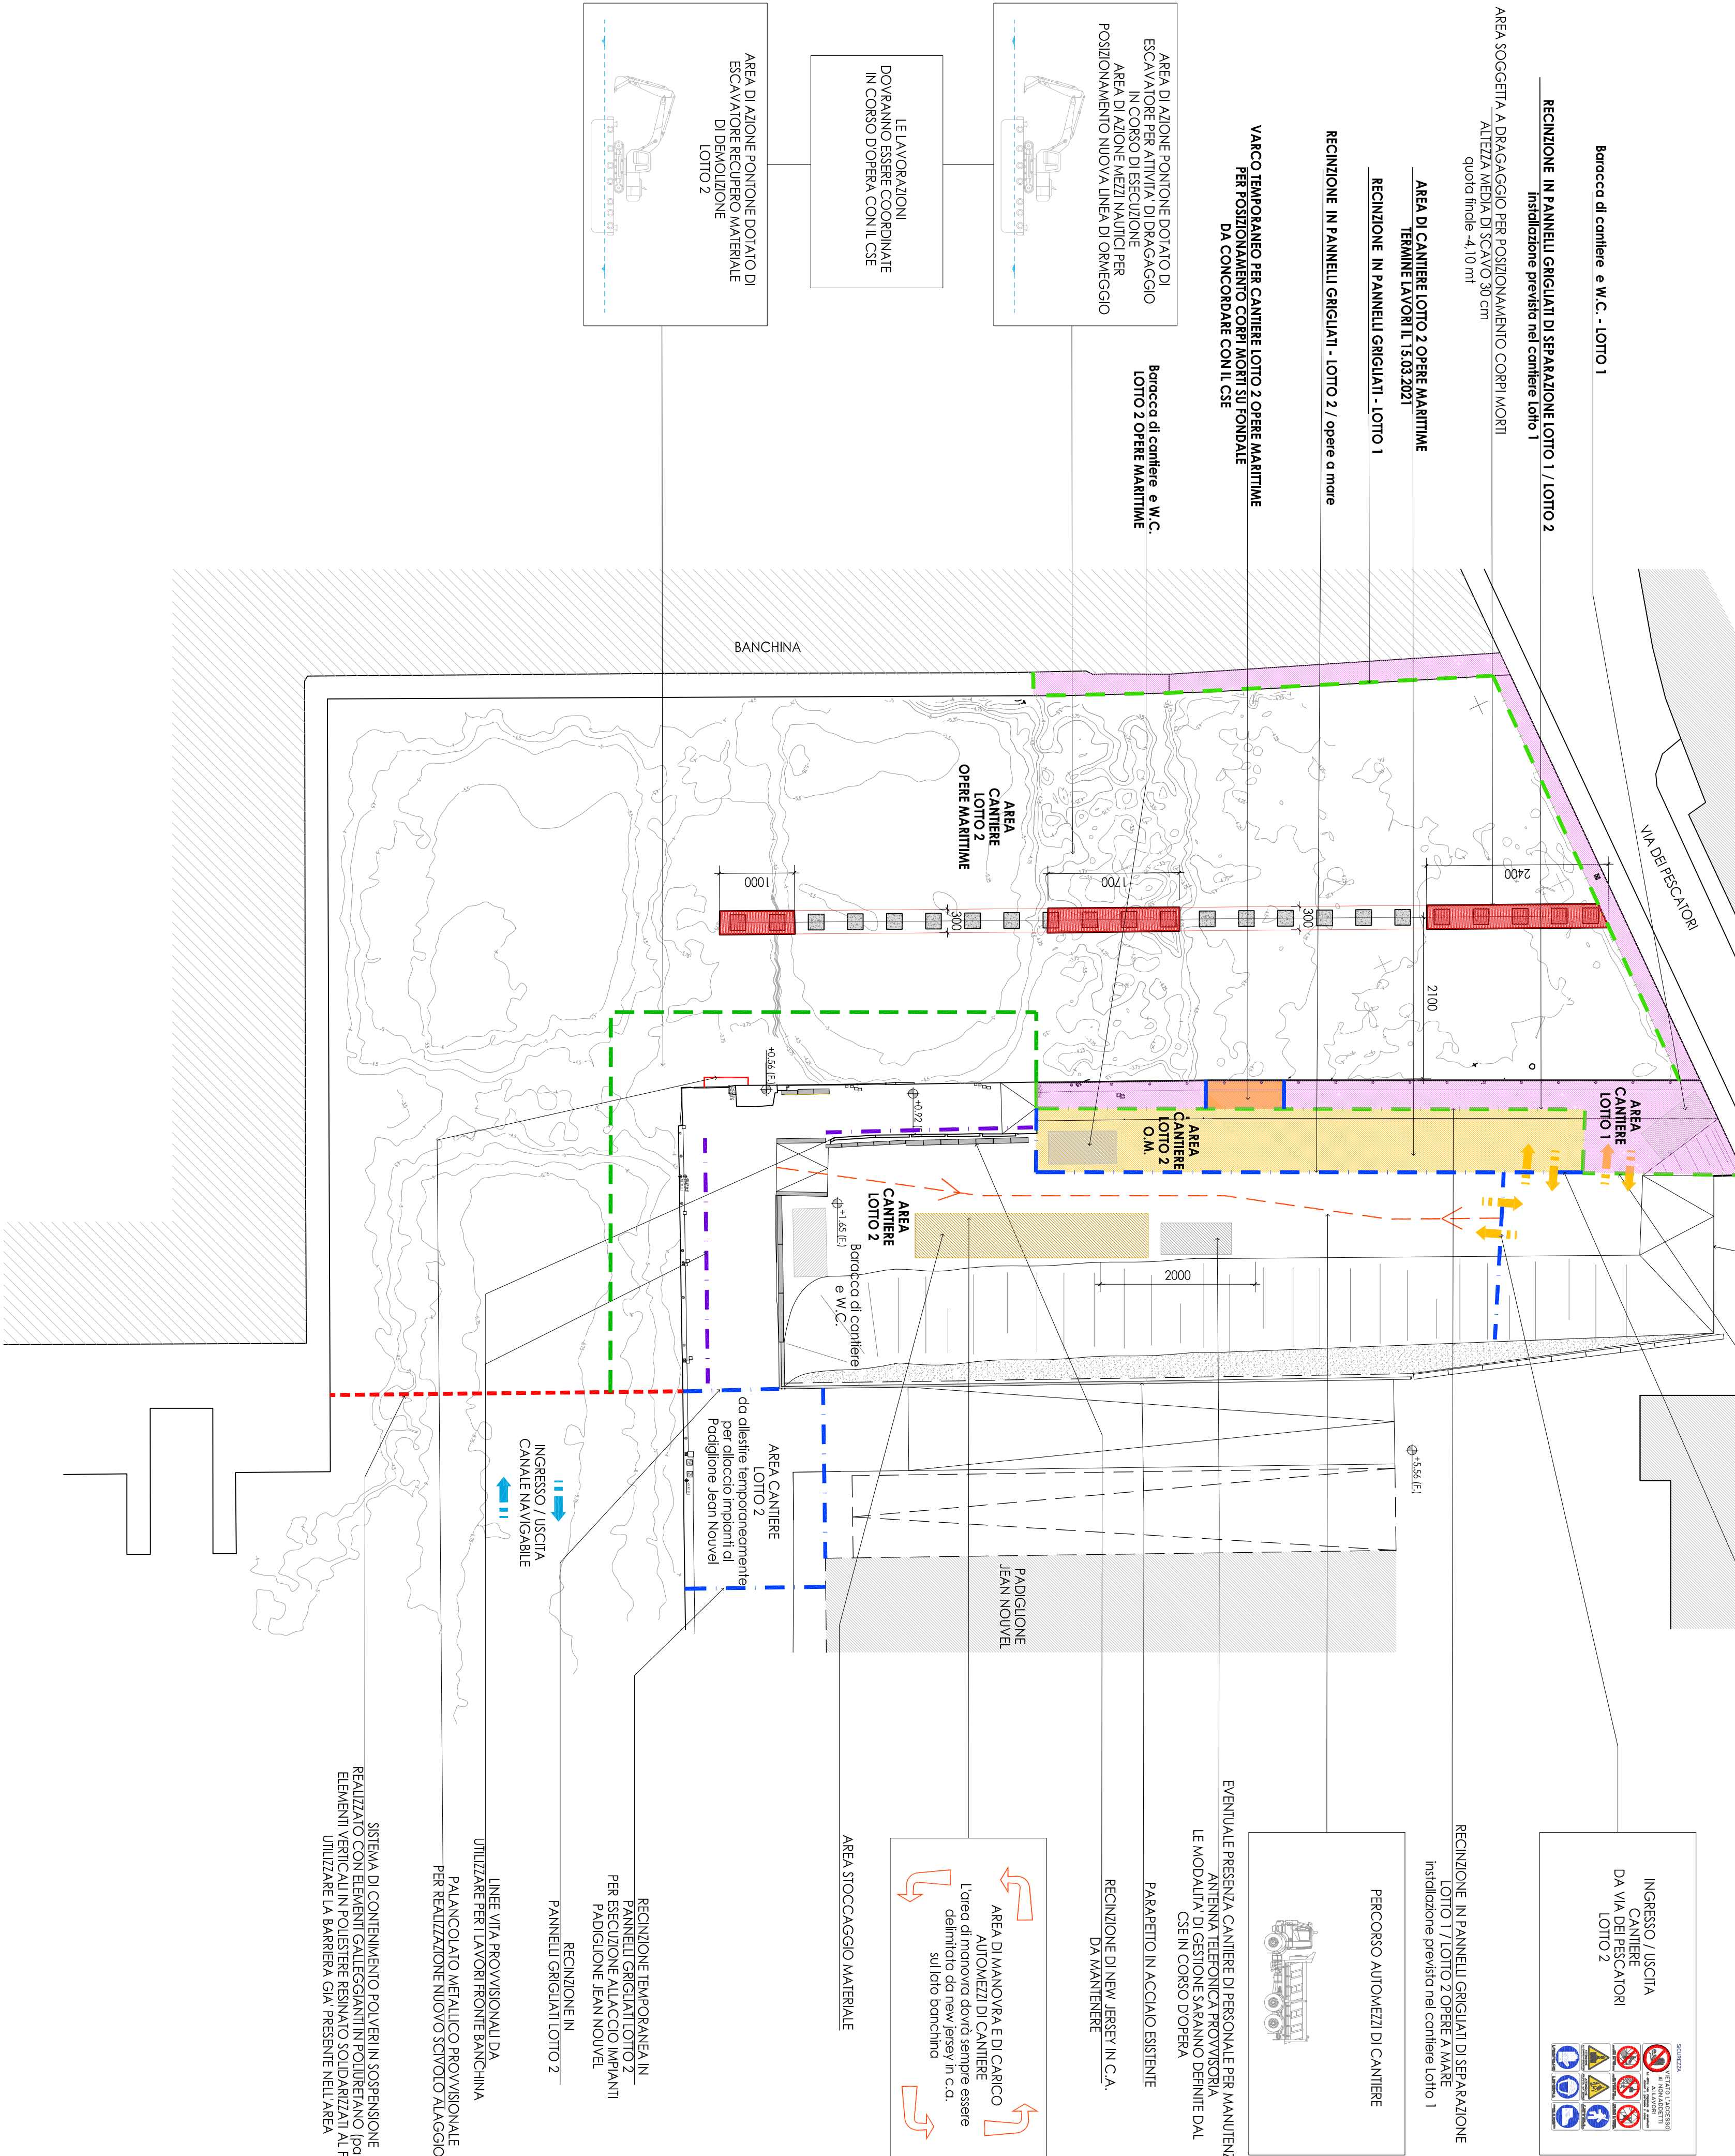 Baracca di cantiere e W.C. - LOTTO 1
RECINZIONE IN PANNELLI GRIGLIATI DI SEPARAZIONE LOTTO 1 / LOTTO 2
installazione prevista nel cantiere Lotto 1
AREA SOGGETTA A DRAGAGGIO PER POSIZIONAMENTO CORPI MORTI
ALTEZZA MEDIA DI SCAVO 30 cm
quota finale -4,10 mt
AREA DI CANTIERE LOTTO 2 OPERE MARITTIME
TERMINE LAVORI IL 15.03.2021
RECINZIONE IN PANNELLI GRIGLIATI - LOTTO 1
RECINZIONE IN PANNELLI GRIGLIATI - LOTTO 2 / opere a mare
VARCO TEMPORANEO PER CANTIERE LOTTO 2 OPERE MARITTIME
PER POSIZIONAMENTO CORPI MORTI SU FONDALE
DA CONCORDARE CON IL CSE
Baracca di cantiere e W.C.
LOTTO 2 OPERE MARITTIME
AREA DI AZIONE PONTONE DOTATO DI
ESCAVATORE PER ATTIVITA' DI DRAGAGGIO
IN CORSO DI ESECUZIONE
AREA DI AZIONE MEZZI NAUTICI PER
POSIZIONAMENTO NUOVA LINEA DI ORMEGGIO
LE LAVORAZIONI
DOVRANNO ESSERE COORDINATE
IN CORSO D'OPERA CON IL CSE
AREA DI AZIONE PONTONE DOTATO DI
ESCAVATORE RECUPERO MATERIALE
DI DEMOLIZIONE
LOTTO 2
BANCHINA
VIA DEI PESCATORI
AREA
CANTIERE
LOTTO 2
OPERE MARITTIME
2400
1700
1000
300
300
2100
AREA
CANTIERE
LOTTO 1
AREA
CANTIERE
LOTTO 2
O.M.
AREA
CANTIERE
LOTTO 2
+0.56 (F.)
+0.92 (F.)
+1.65 (F.)
+5.56 (F.)
Baracca di cantiere
e W.C.
2000
AREA CANTIERE
LOTTO 2
da allestire temporaneamente
per allaccio impianti al
Padiglione Jean Nouvel
PADIGLIONE
JEAN NOUVEL
INGRESSO / USCITA
CANALE NAVIGABILE
INGRESSO / USCITA
CANTIERE
DA VIA DEI PESCATORI
LOTTO 2
SICUREZZA
VIETATO L'ACCESSO
AI NON ADDETTI
AI LAVORI
RECINZIONE IN PANNELLI GRIGLIATI DI SEPARAZIONE
LOTTO 1 / LOTTO 2 OPERE A MARE
installazione prevista nel cantiere Lotto 1
PERCORSO AUTOMEZZI DI CANTIERE
EVENTUALE PRESENZA CANTIERE DI PERSONALE PER MANUTENZ
ANTENNA TELEFONICA PROVVISORIA
LE MODALITA' DI GESTIONE SARANNO DEFINITE DAL
CSE IN CORSO D'OPERA
PARAPETTO IN ACCIAIO ESISTENTE
RECINZIONE DI NEW JERSEY IN C.A.
DA MANTENERE
AREA DI MANOVRA E DI CARICO
AUTOMEZZI DI CANTIERE
L'area di manovra dovrà sempre essere
delimitata da new jersey in c.a.
sul lato banchina
AREA STOCCAGGIO MATERIALE
RECINZIONE TEMPORANEA IN
PANNELLI GRIGLIATI LOTTO 2
PER ESECUZIONE ALLACCIO IMPIANTI
PADIGLIONE JEAN NOUVEL
RECINZIONE IN
PANNELLI GRIGLIATI LOTTO 2
LINEE VITA PROVVISIONALI DA
UTILIZZARE PER I LAVORI FRONTE BANCHINA
PALANCOLATO METALLICO PROVVISIONALE
PER REALIZZAZIONE NUOVO SCIVOLO ALAGGIO
SISTEMA DI CONTENIMENTO POLVERI IN SOSPENSIONE
REALIZZATO CON ELEMENTI GALLEGGIANTI IN POLIURETANO (pa
ELEMENTI VERTICALI IN POLIESTERE RESINATO SOLIDARIZZATI AL F
UTILIZZARE LA BARRIERA GIA' PRESENTE NELL'AREA